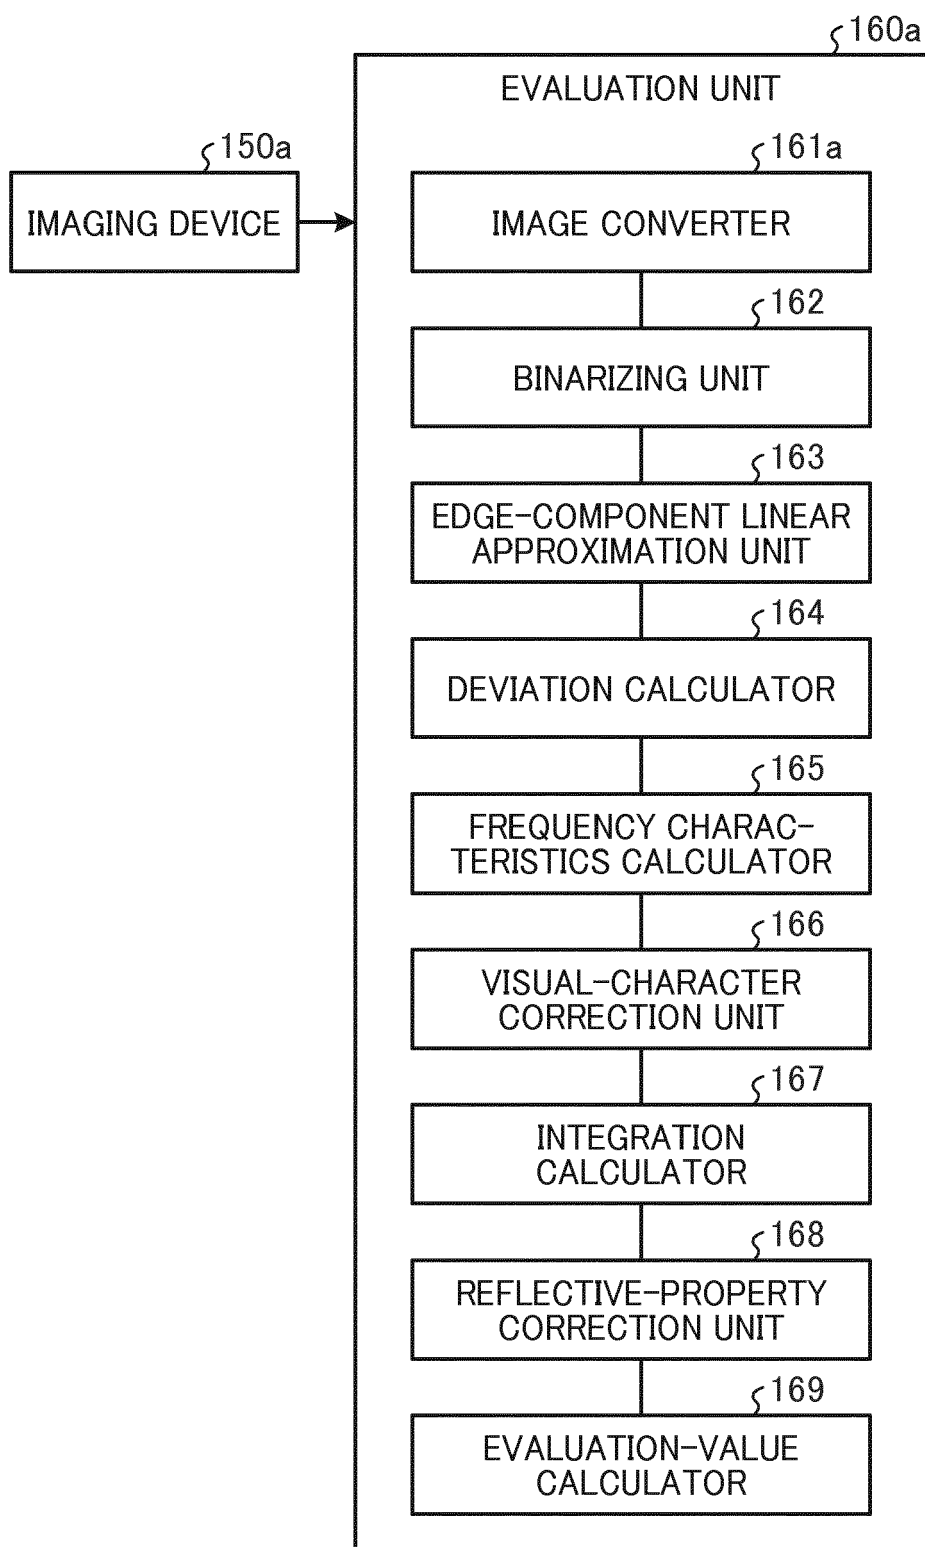 160a
EVALUATION UNIT
150a
IMAGING DEVICE
161a
IMAGE CONVERTER
162
BINARIZING UNIT
163
EDGE-COMPONENT LINEAR
APPROXIMATION UNIT
164
DEVIATION CALCULATOR
165
FREQUENCY CHARAC-
TERISTICS CALCULATOR
166
VISUAL-CHARACTER
CORRECTION UNIT
167
INTEGRATION
CALCULATOR
168
REFLECTIVE-PROPERTY
CORRECTION UNIT
169
EVALUATION-VALUE
CALCULATOR